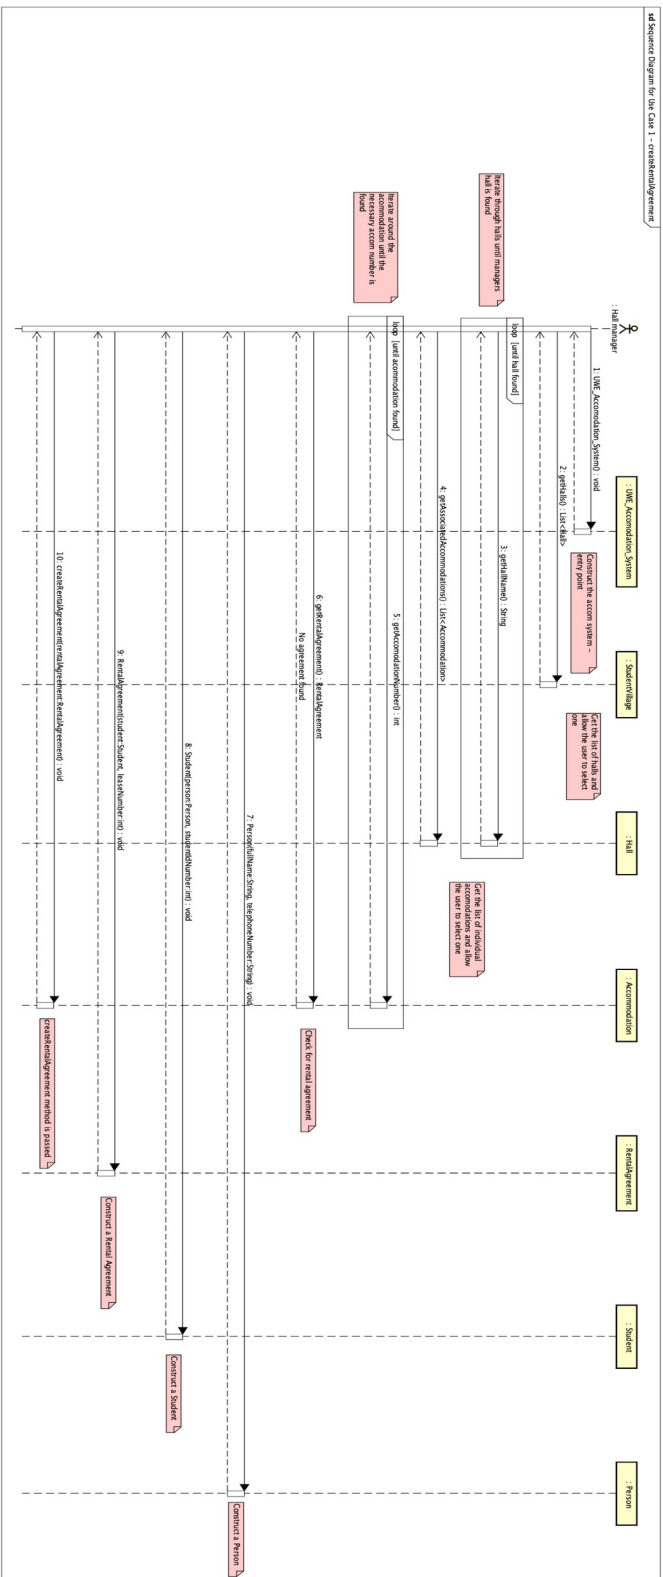 sd Sequence Diagram for Use Case 1 – createRentalAgreement
: Hall manager
: UWE_Accomodation_System
: StudentVillage
: Hall
: Accommodation
: RentalAgreement
: Student
: Person
1: UWE_Accomodation_System() : void
Construct the accom system –
entry point
2: getHalls() : List<Hall>
Get the list of halls and
allow the user to select
one
Iterate through halls until managers
hall is found
loop [until hall found]
3: getHallName() : String
4: getAssociatedAccommodations() : List<Accommodation>
Get the list of individual
accomodations and allow
the user to select one
Iterate around the
acommodation until the
necessary accom number is
found
loop [until acommodation found]
5: getAccomodationNumber() : int
6: getRentalAgreement() : RentalAgreement
No agreement found
Check for rental agreement
7: Person(fullName:String, telephoneNumber:String) : void
Construct a Person
8: Student(person:Person, studentIdNumber:int) : void
Construct a Student
9: RentalAgreement(student:Student, leaseNumber:int) : void
Construct a Rental Agreement
10: createRentalAgreement(rentalAgreement:RentalAgreement) : void
createRentalAgreement method is passed